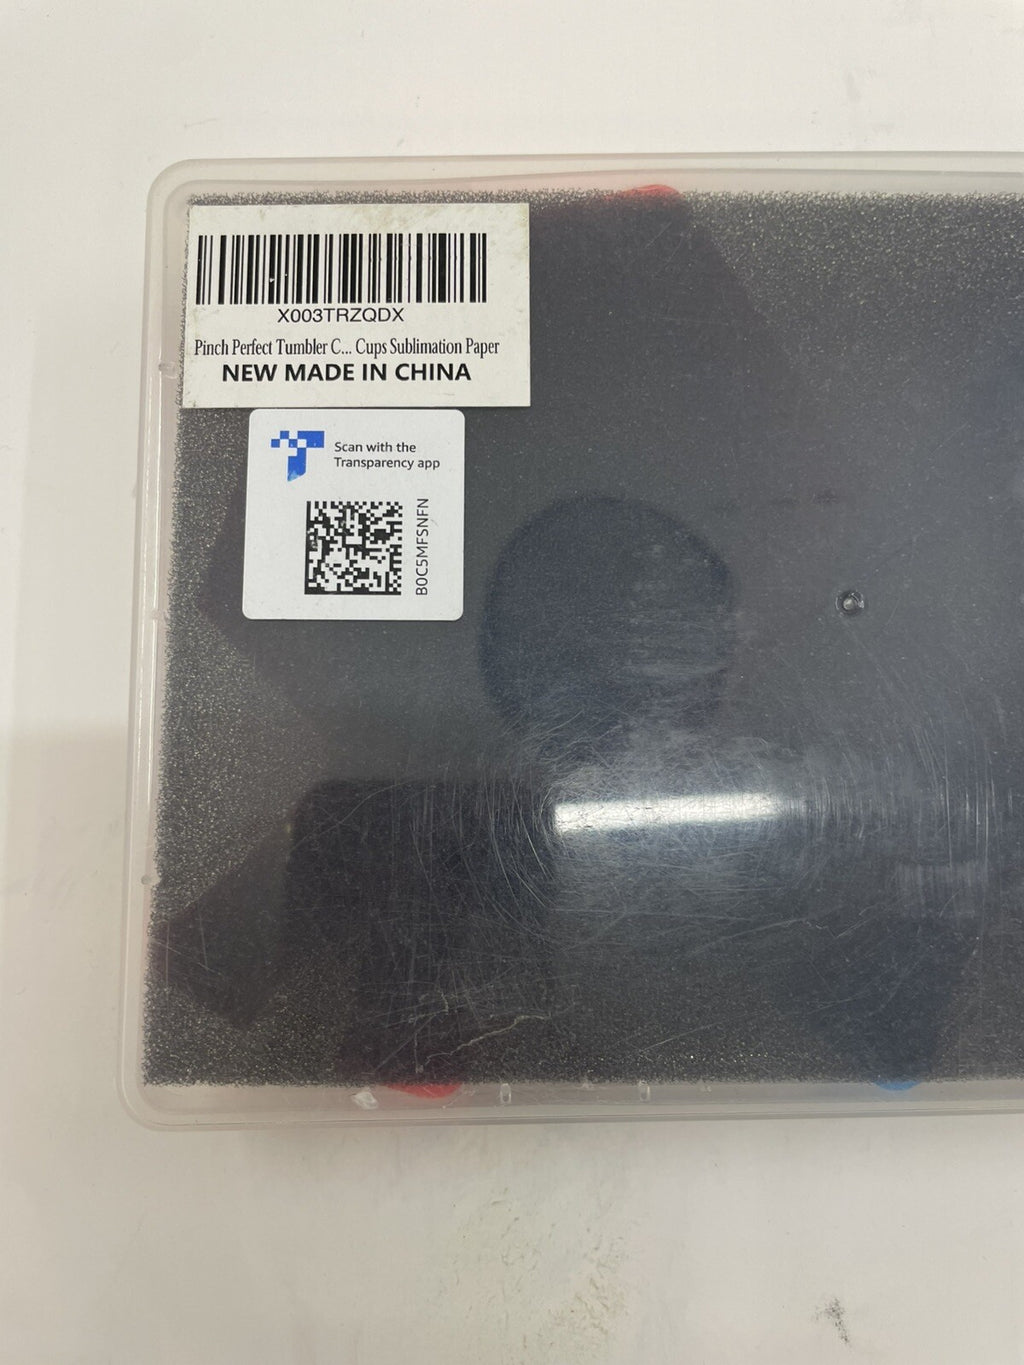 X003TRZQDX
Pinch Perfect Tumbler C... Cups Sublimation Paper
NEW MADE IN CHINA
Scan with the
Transparency app
B0C5MFSNFN